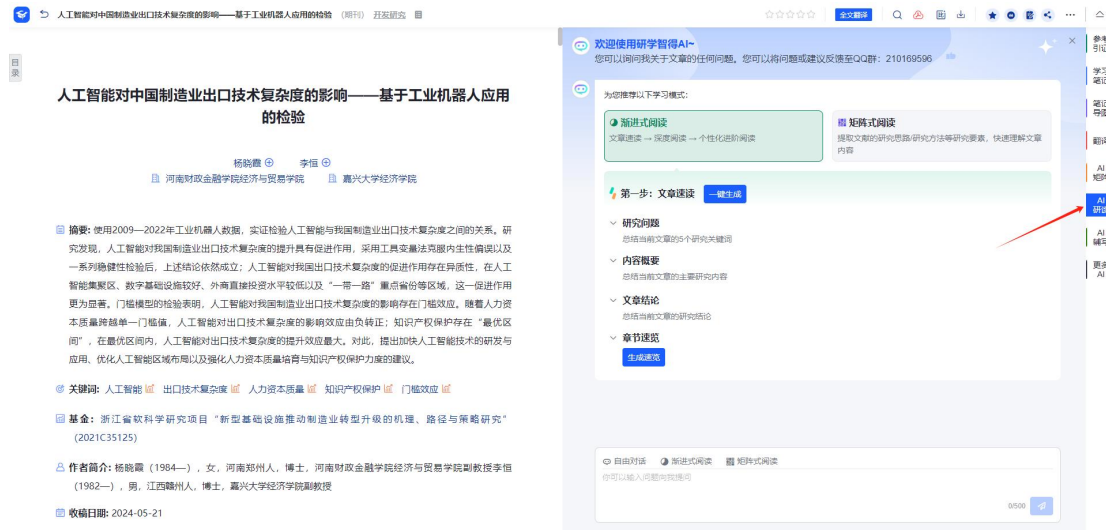 人工智能对中国制造业出口技术复杂度的影响——基于工业机器人应用的检验 (期刊) 开发研究
全文翻译
目录
人工智能对中国制造业出口技术复杂度的影响——基于工业机器人应用
的检验
杨晓霞 李恒
河南财政金融学院经济与贸易学院 嘉兴大学经济学院
摘要: 使用2009—2022年工业机器人数据，实证检验人工智能与我国制造业出口技术复杂度之间的关系。研
究发现，人工智能对我国制造业出口技术复杂度的提升具有促进作用，采用工具变量法克服内生性偏误以及
一系列稳健性检验后，上述结论依然成立；人工智能对我国出口技术复杂度的促进作用存在异质性，在人工
智能集聚区、数字基础设施较好、外商直接投资水平较低以及“一带一路”重点省份等区域，这一促进作用
更为显著。门槛模型的检验表明，人工智能对我国制造业出口技术复杂度的影响存在门槛效应。随着人力资
本质量跨越单一门槛值，人工智能对出口技术复杂度的影响效应由负转正；知识产权保护存在“最优区
间”，在最优区间内，人工智能对出口技术复杂度的提升效应最大。对此，提出加快人工智能技术的研发与
应用、优化人工智能区域布局以及强化人力资本质量培育与知识产权保护力度的建议。
关键词: 人工智能 出口技术复杂度 人力资本质量 知识产权保护 门槛效应
基金: 浙江省软科学研究项目“新型基础设施推动制造业转型升级的机理、路径与策略研究”
(2021C35125)
作者简介: 杨晓霞（1984—），女，河南郑州人，博士，河南财政金融学院经济与贸易学院副教授李恒
（1982—），男，江西赣州人，博士，嘉兴大学经济学院副教授
收稿日期: 2024-05-21
欢迎使用研学智得AI~
您可以询问我关于文章的任何问题。您可以将问题或建议反馈至QQ群：210169596
为您推荐以下学习模式：
渐进式阅读
文章速读 → 深度阅读 → 个性化进阶阅读
矩阵式阅读
提取文献的研究思路/研究方法等研究要素，快速理解文章
内容
第一步：文章速读 一键生成
研究问题
总结当前文章的5个研究关键词
内容概要
总结当前文章的主要研究内容
文章结论
总结当前文章的研究结论
章节速览
生成速览
自由对话 渐进式阅读 矩阵式阅读
你可以输入问题向我提问
0/500